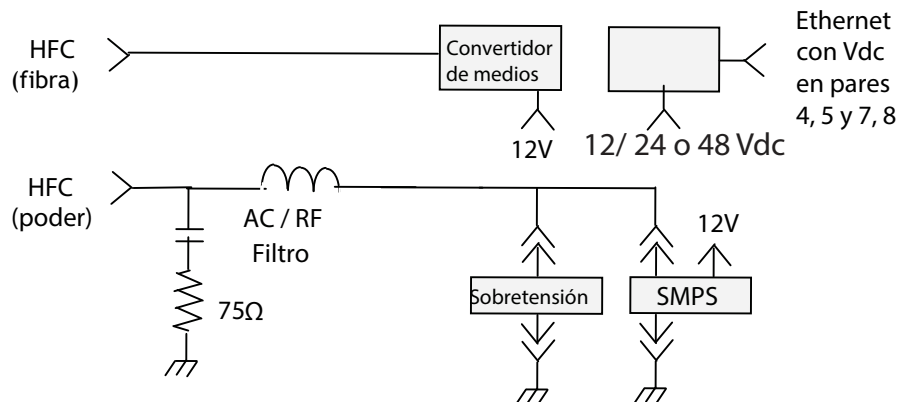 HFC
(fibra)
Convertidor
de medios
Ethernet
con Vdc
en pares
4, 5 y 7, 8
12V
12/ 24 o 48 Vdc
HFC
(poder)
AC / RF
Filtro
75Ω
12V
Sobretensión
SMPS